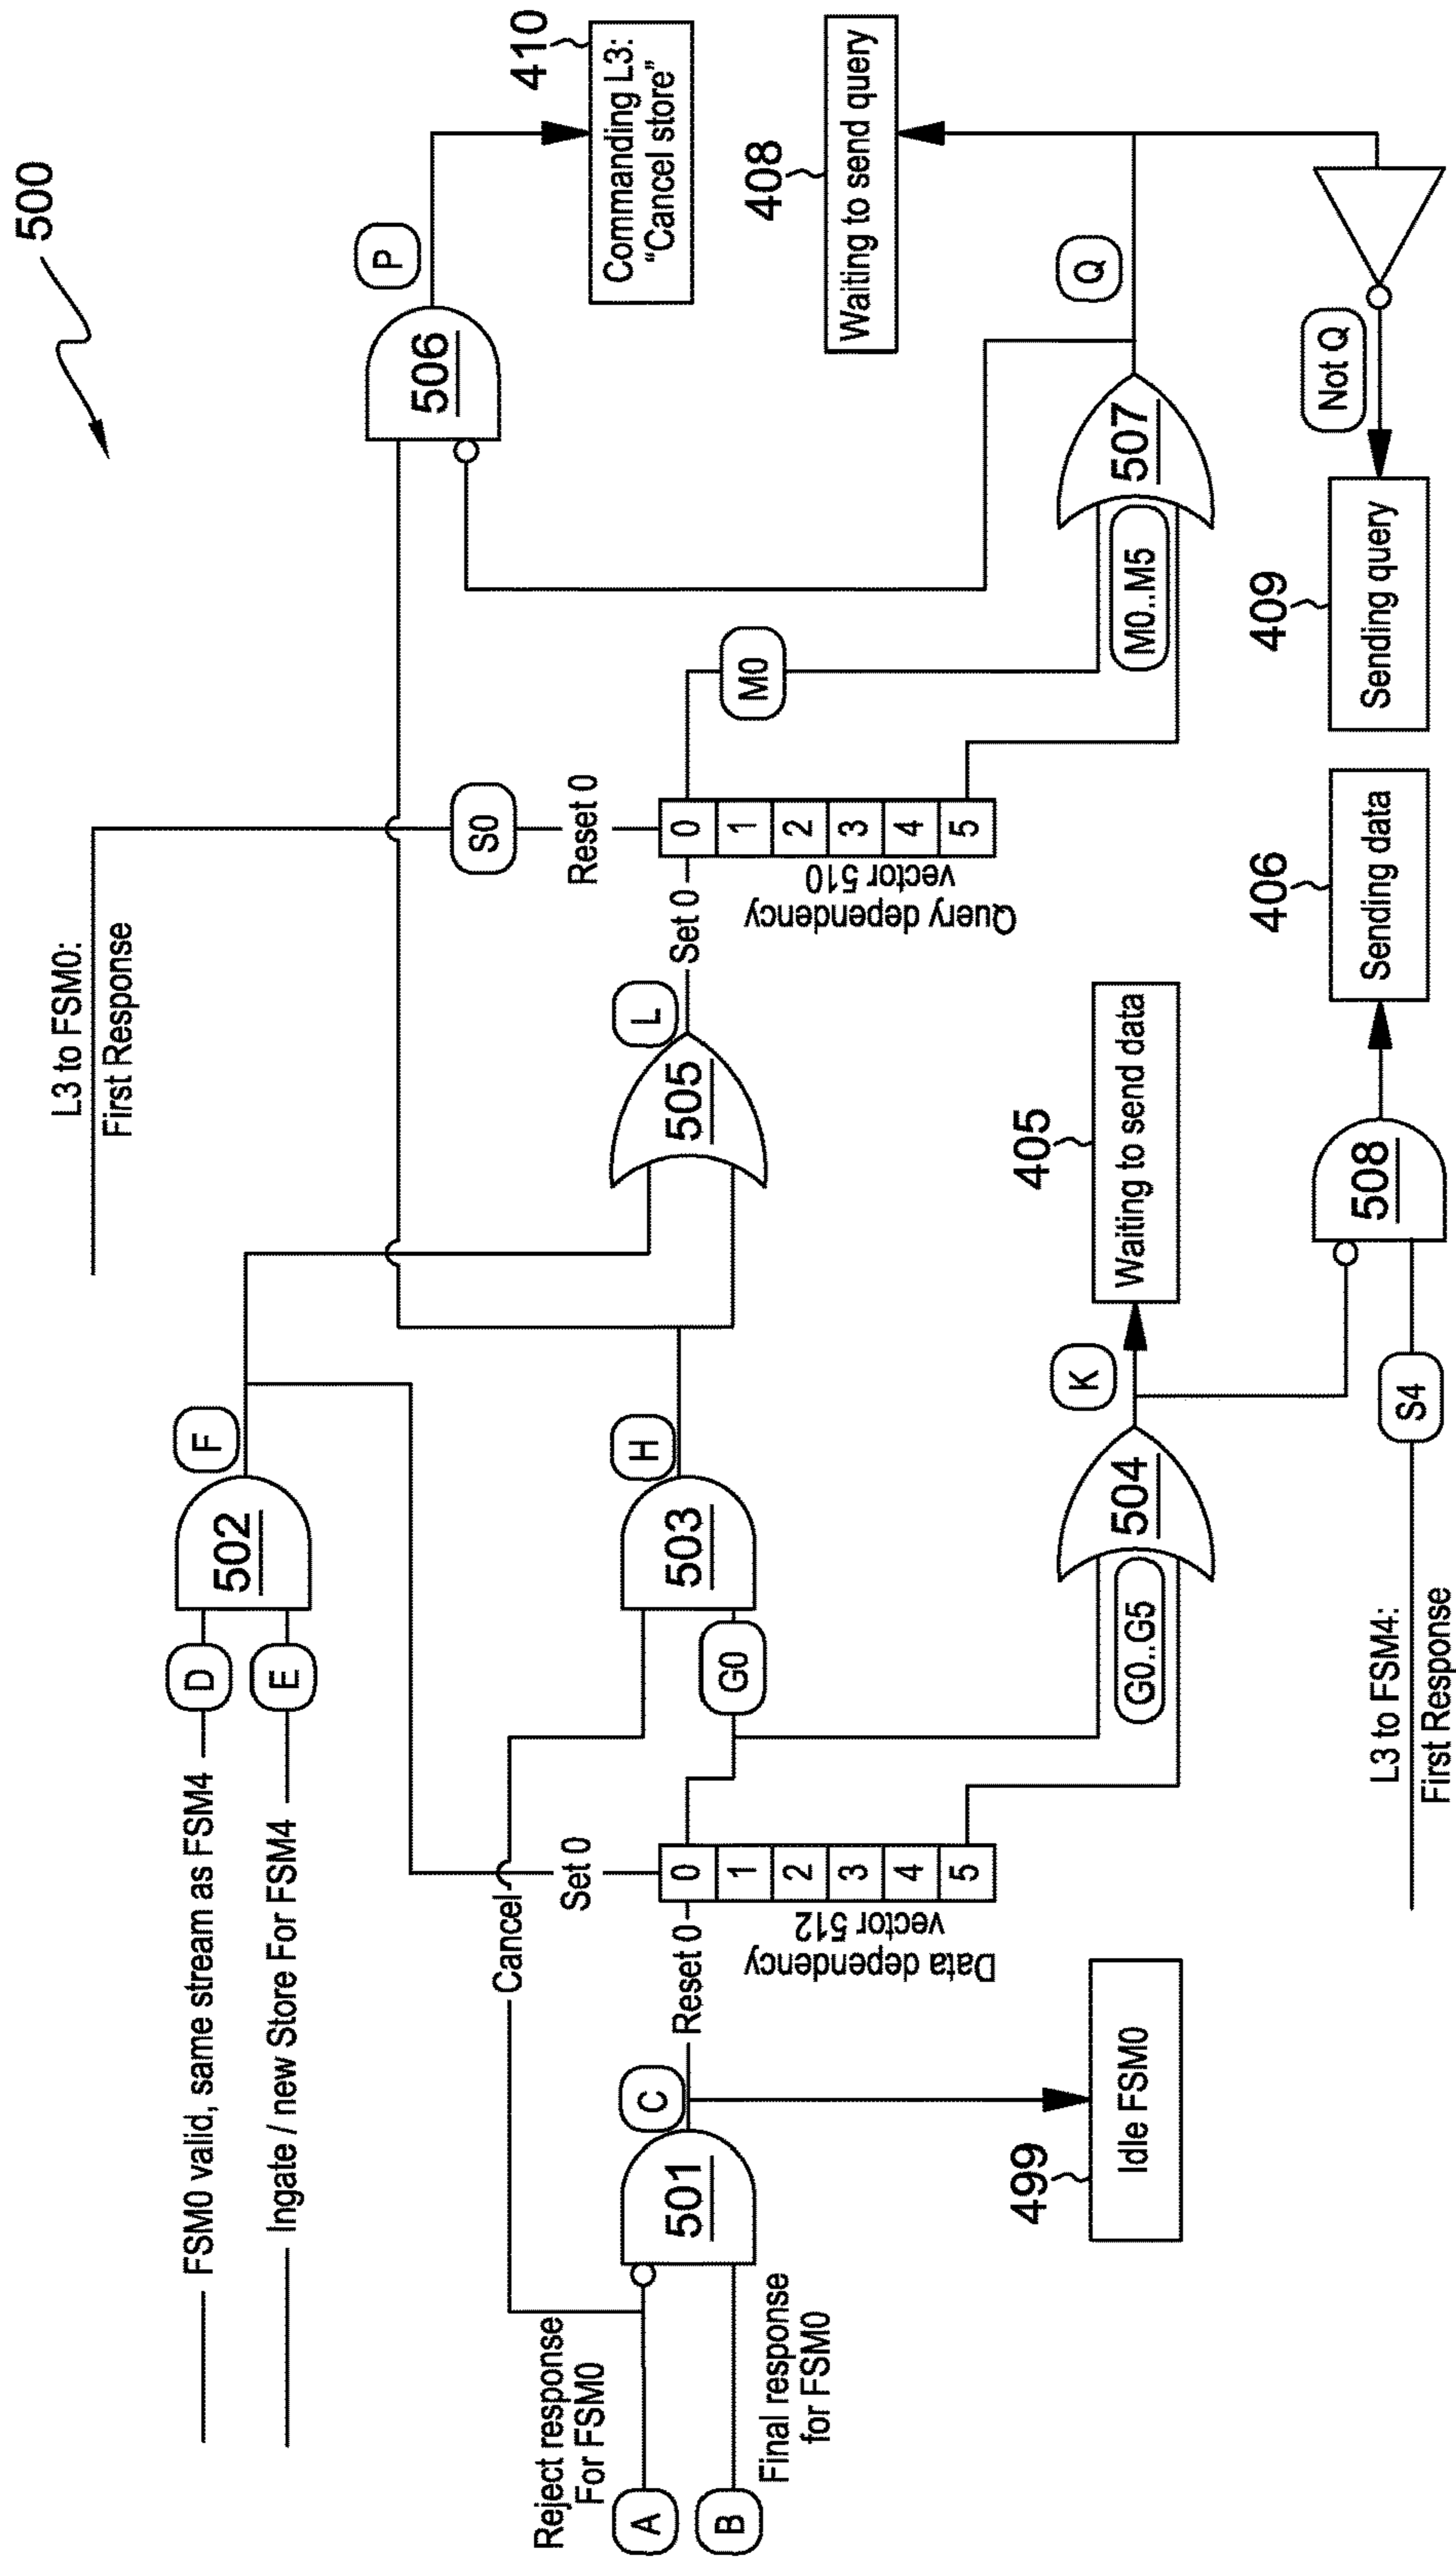 500
L3 to FSM0:
First Response
FSM0 valid, same stream as FSM4
D
Ingate / new Store For FSM4
E
502
F
P
506
410
Commanding L3:
"Cancel store"
S0
Reset 0
Cancel
Set 0
Reject response
For FSM0
A
B
Final response
for FSM0
501
C
Reset 0
0
1
2
3
4
5
Data dependency
vector 512
G0
503
H
505
L
Set 0
0
1
2
3
4
5
Query dependency
vector 510
M0
408
Waiting to send query
499
Idle FSM0
G0..G5
504
K
405
Waiting to send data
M0..M5
507
Q
L3 to FSM4:
First Response
S4
508
406
Sending data
409
Sending query
Not Q